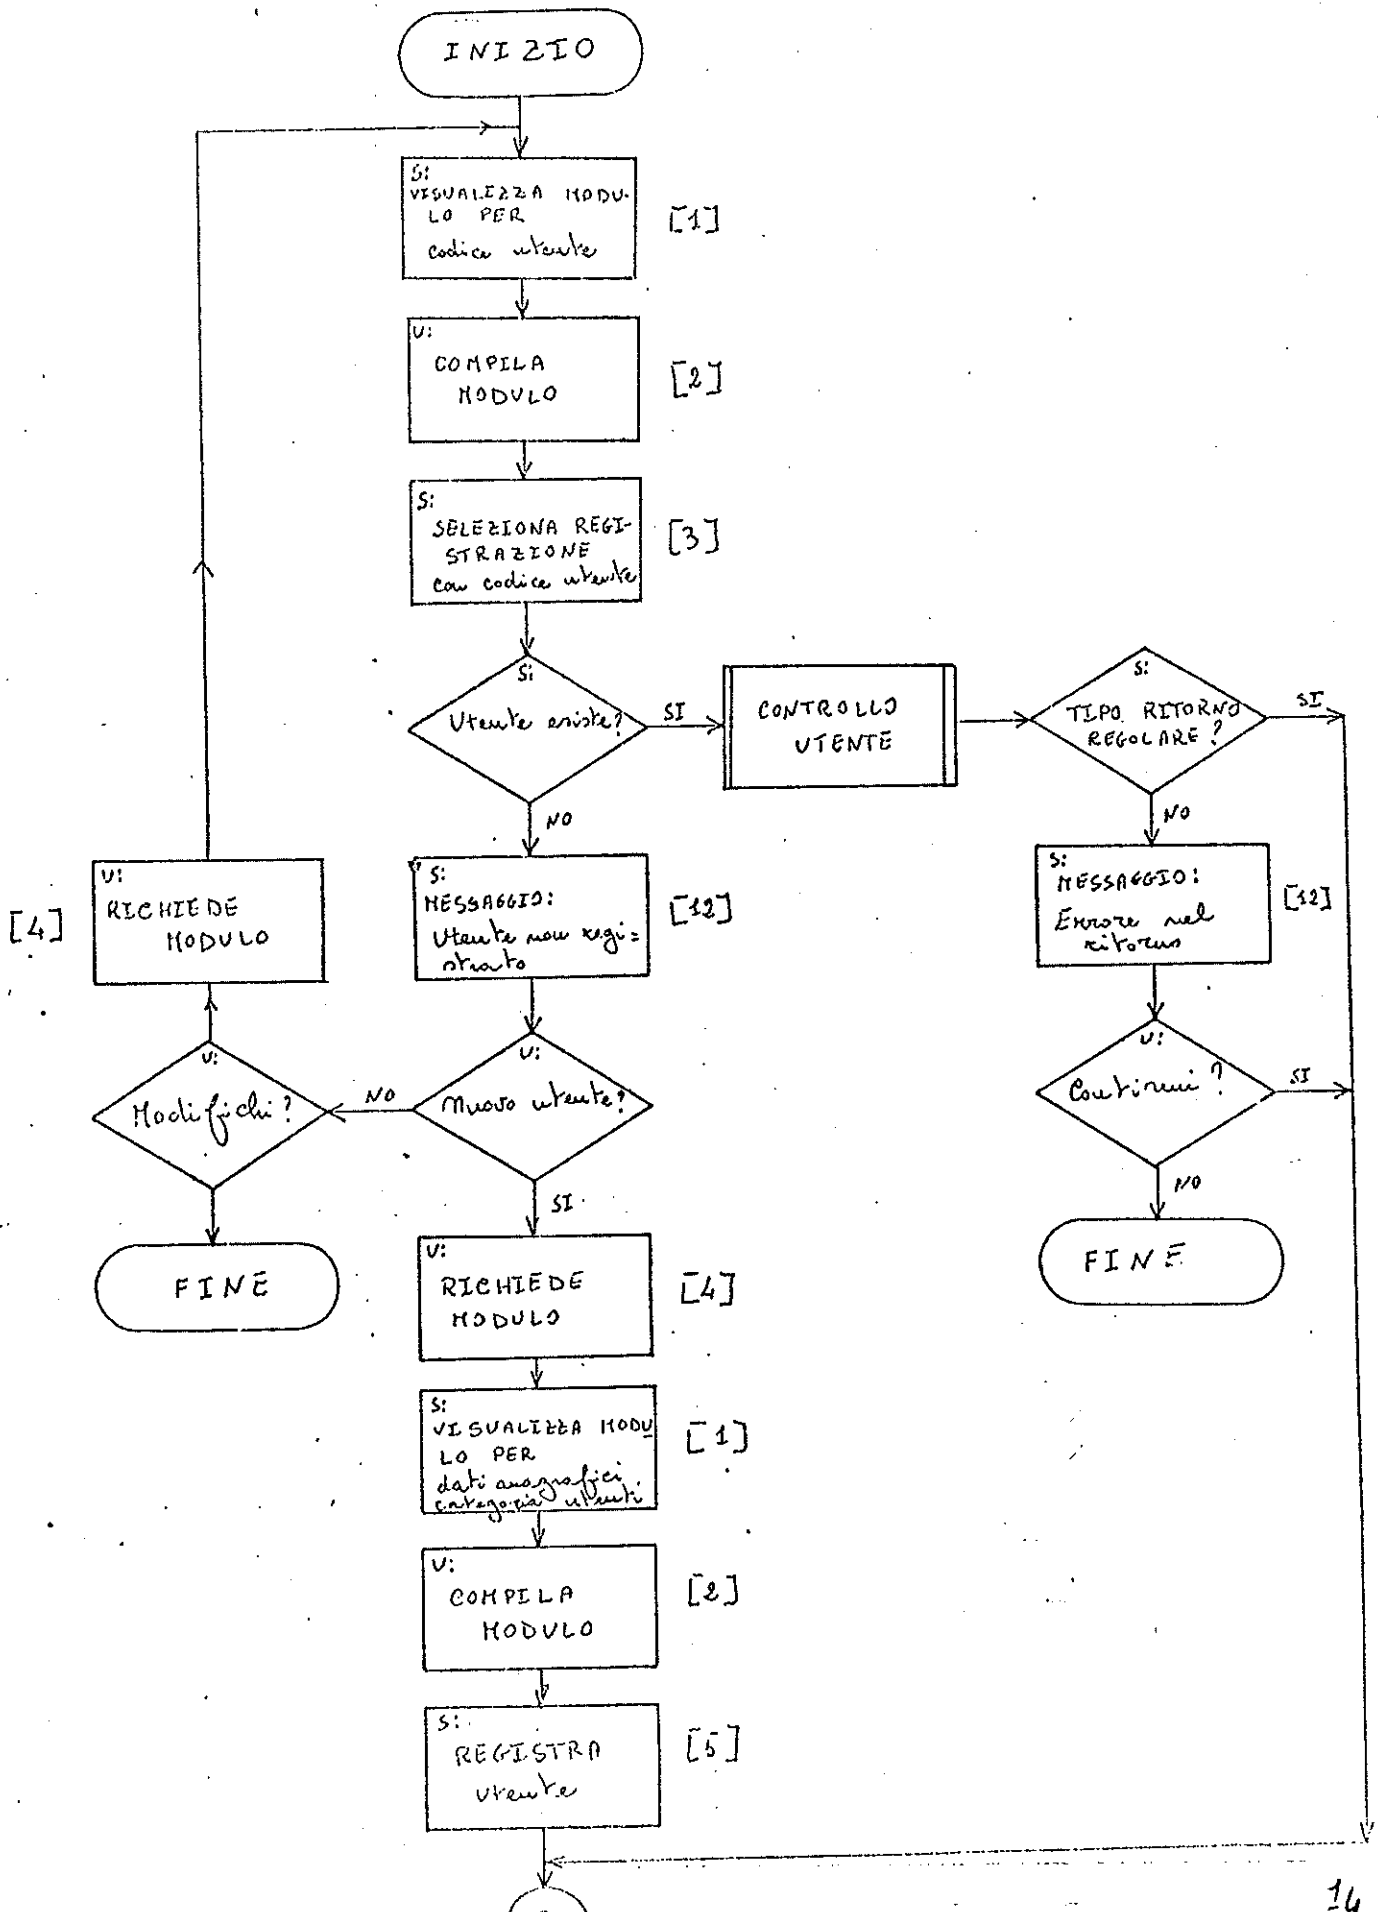 INIZIO
S:
VISUALIZZA MODU-
LO PER
codice utente
[1]
U:
COMPILA
MODULO
[2]
S:
SELEZIONA REGI-
STRAZIONE
con codice utente
[3]
S:
Utente esiste?
SI
CONTROLLO
UTENTE
S:
TIPO RITORNO
REGOLARE?
SI
NO
NO
U:
RICHIEDE
MODULO
[4]
S:
MESSAGGIO:
Utente non regi=
strato
[12]
S:
MESSAGGIO:
Errore nel
ritorno
[12]
U:
Modifichi?
NO
U:
Nuovo utente?
U:
Continui?
SI
SI
NO
FINE
U:
RICHIEDE
MODULO
[4]
FINE
S:
VISUALIZZA MODU
LO PER
dati anagrafici
categoria utenti
[1]
U:
COMPILA
MODULO
[2]
S:
REGISTRA
utente
[5]
14